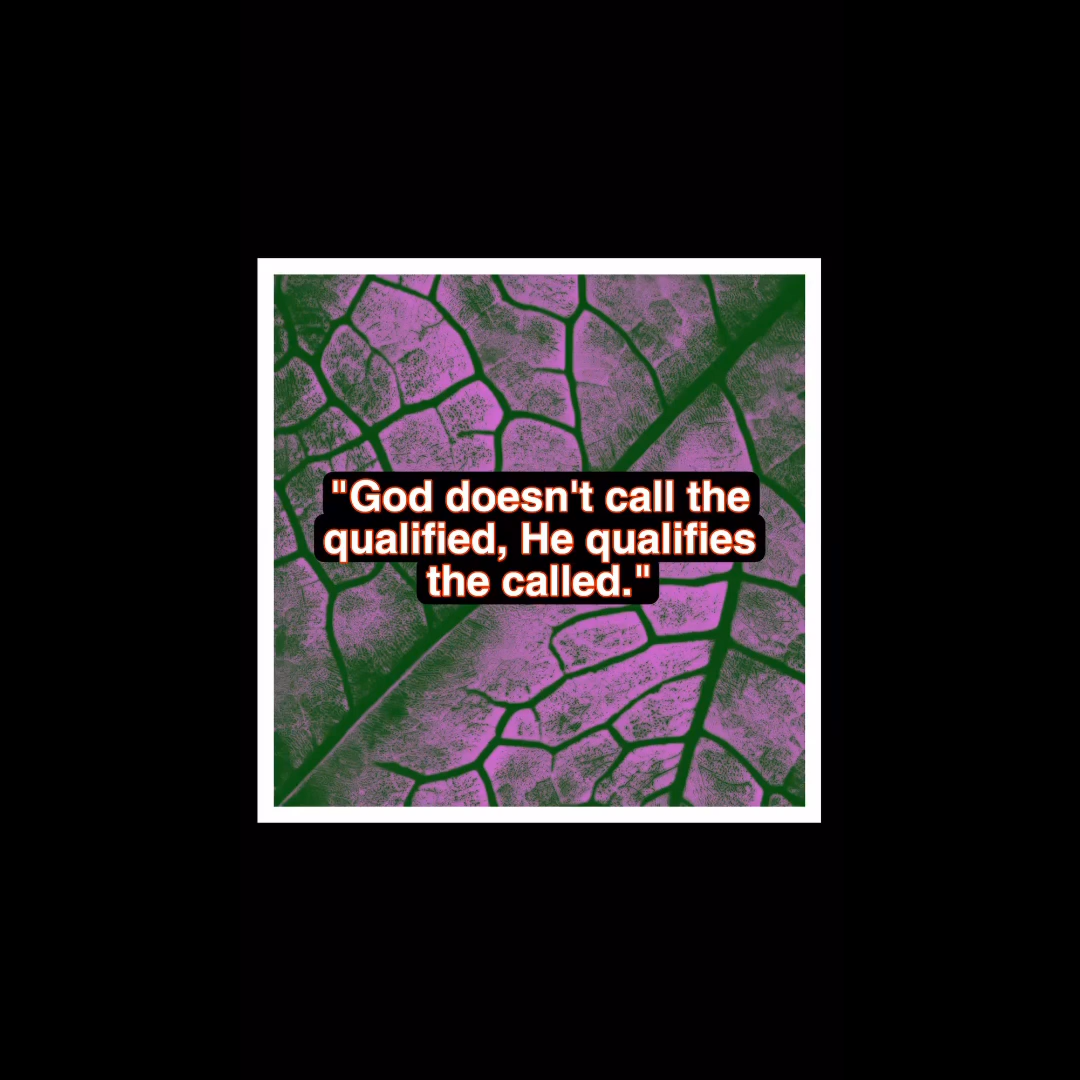 "God doesn't call the
qualified, He qualifies
the called."